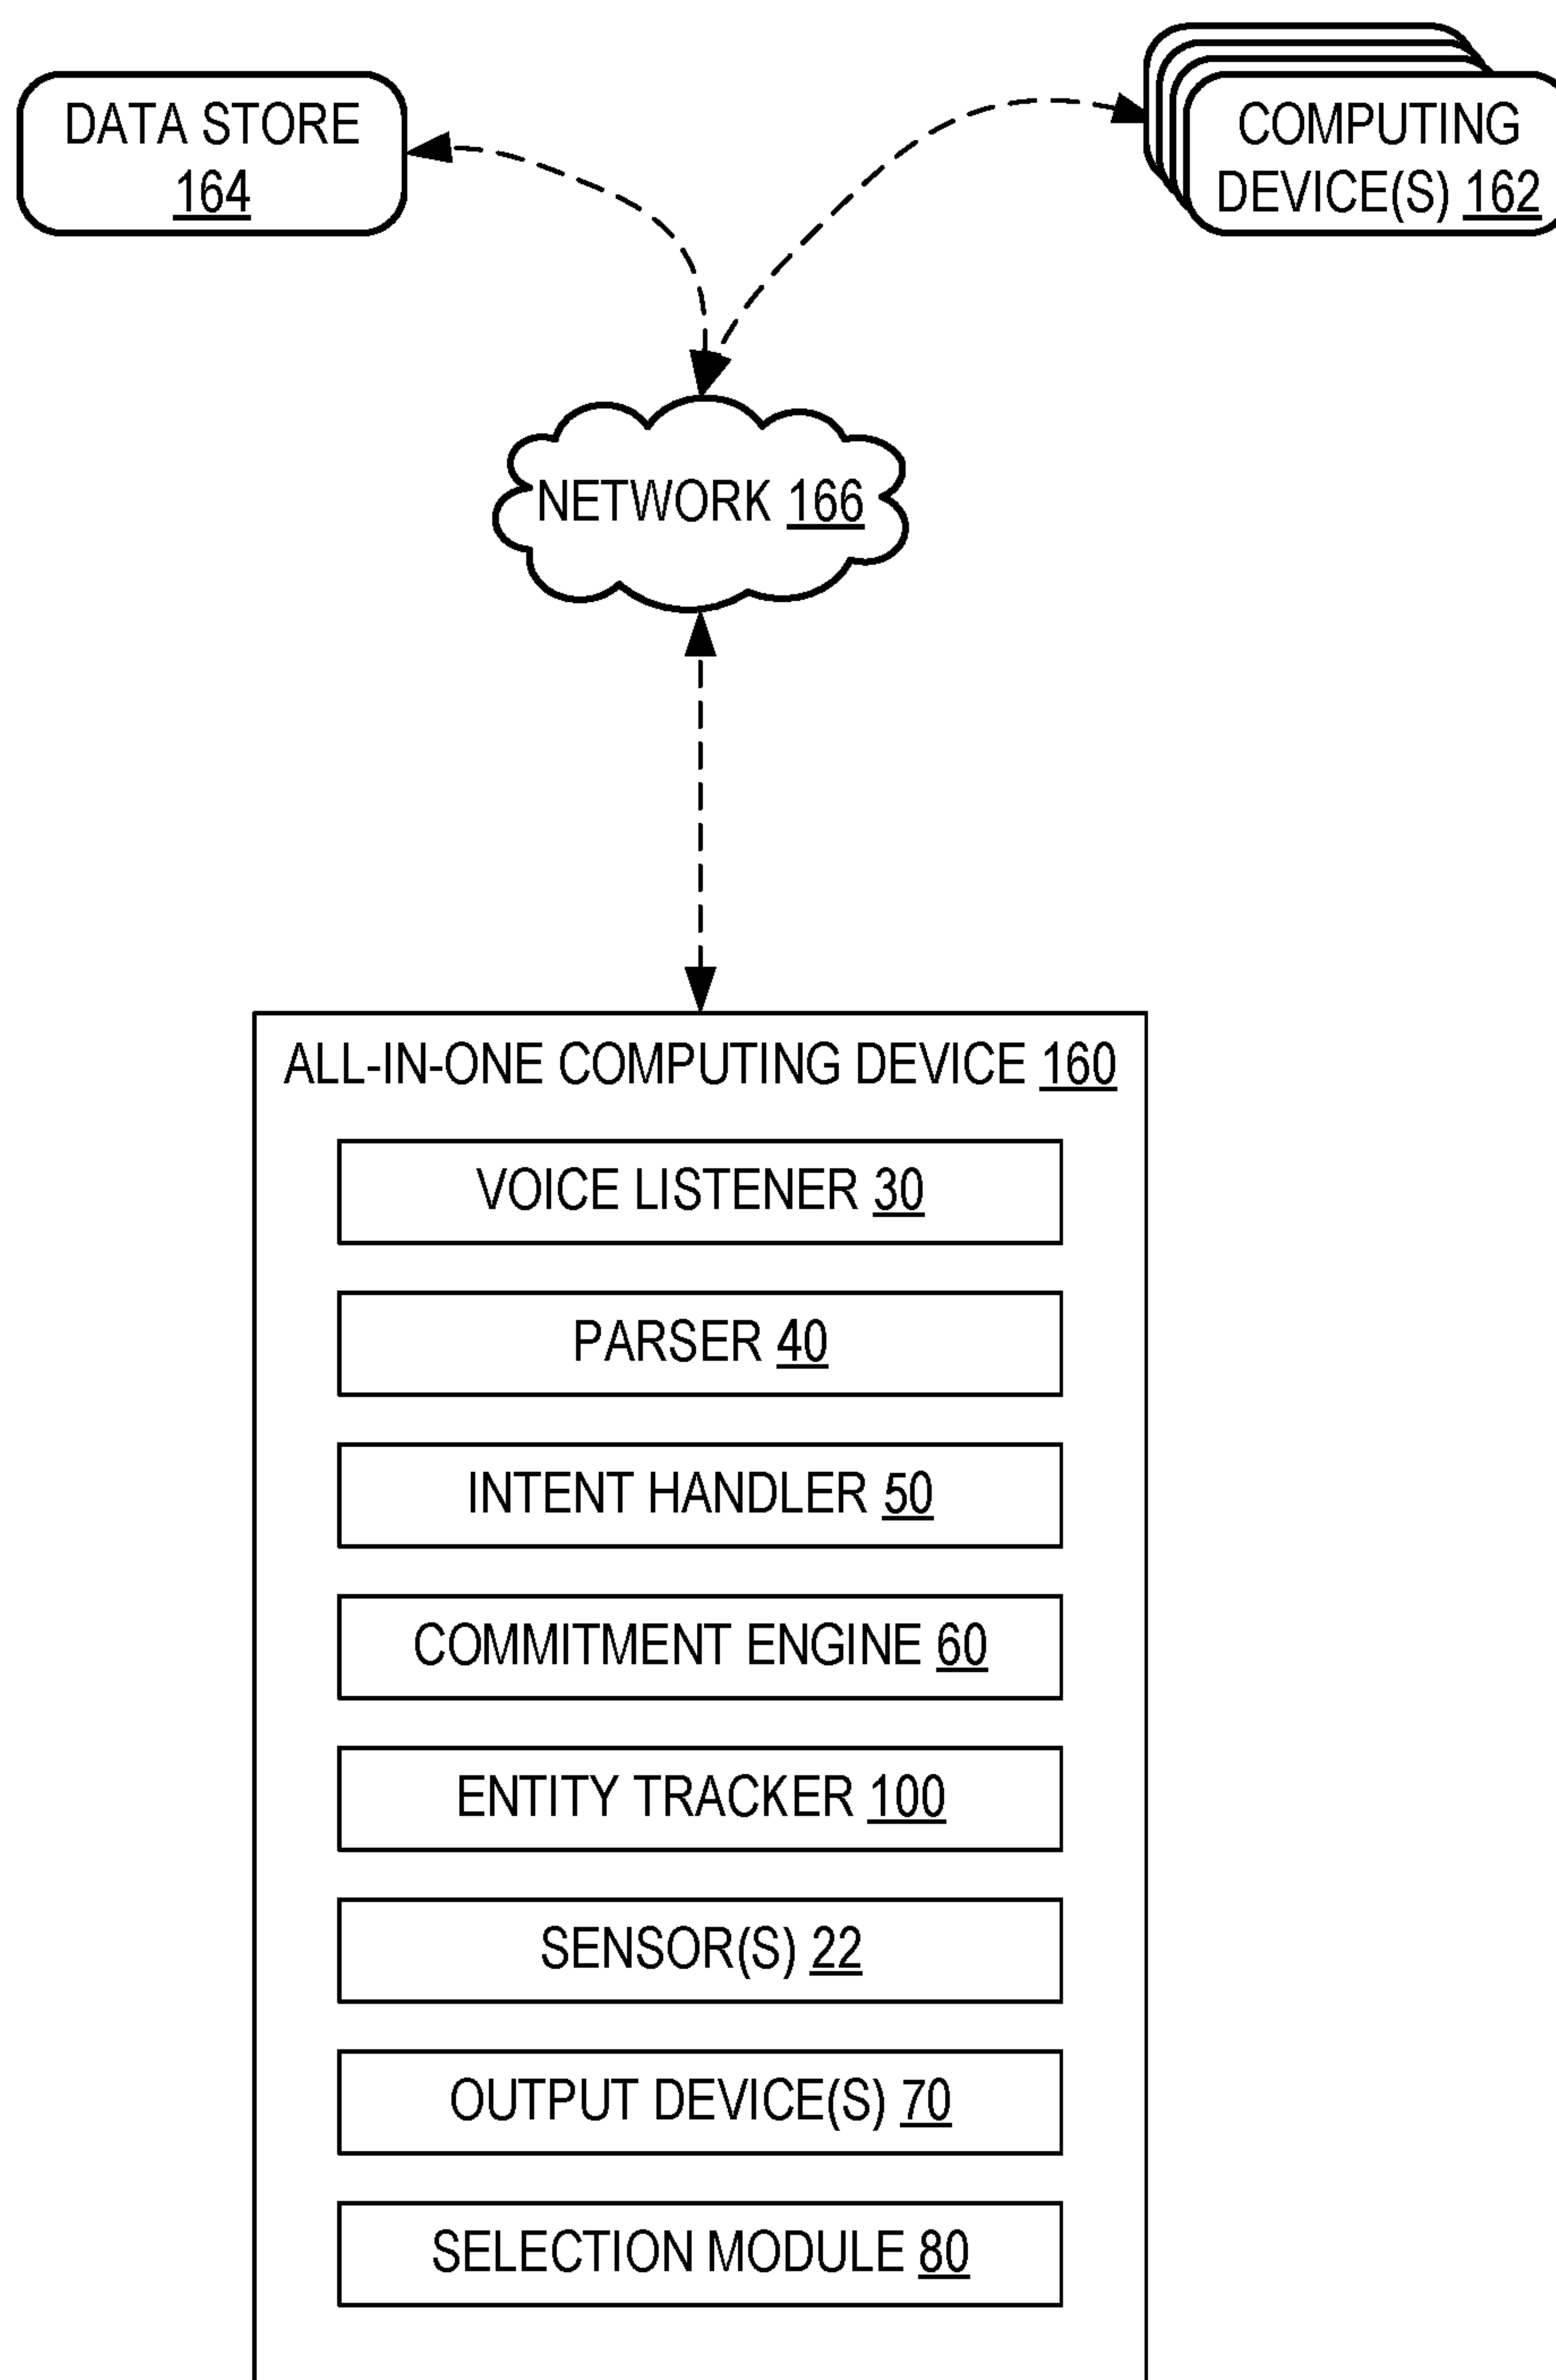 DATA STORE
164
COMPUTING
DEVICE(S) 162
NETWORK 166
ALL-IN-ONE COMPUTING DEVICE 160
VOICE LISTENER 30
PARSER 40
INTENT HANDLER 50
COMMITMENT ENGINE 60
ENTITY TRACKER 100
SENSOR(S) 22
OUTPUT DEVICE(S) 70
SELECTION MODULE 80